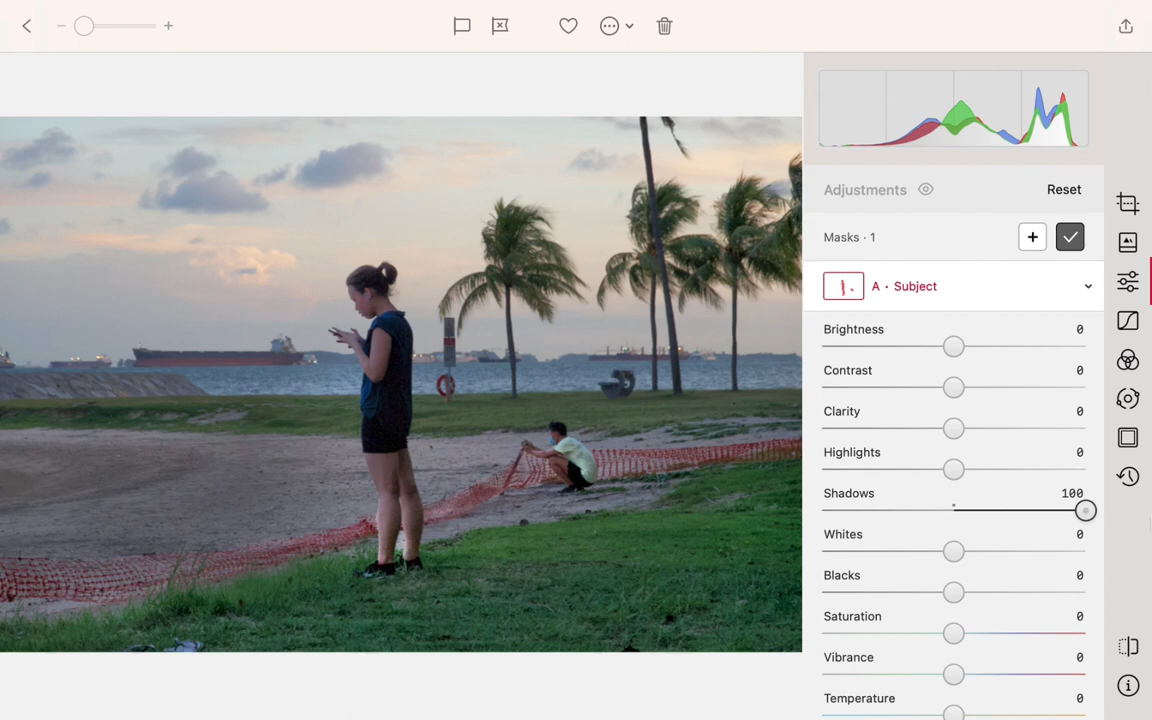 Adjustments
Reset
Masks · 1
A · Subject
Brightness 0
Contrast 0
Clarity 0
Highlights 0
Shadows 100
Whites 0
Blacks 0
Saturation 0
Vibrance 0
Temperature 0